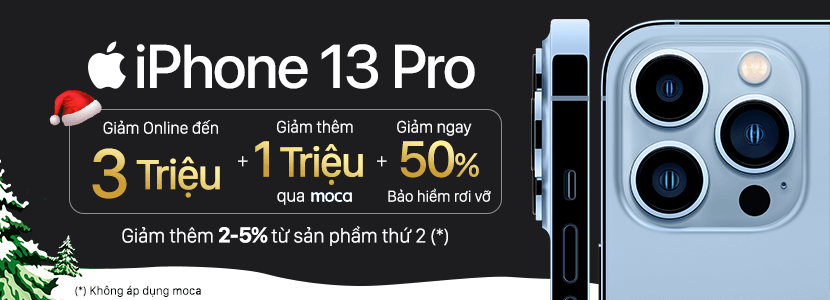 iPhone 13 Pro
Giảm Online đến
3 Triệu
+
Giảm thêm
1 Triệu
qua moca
+
Giảm ngay
50%
Bảo hiểm rơi vỡ
Giảm thêm 2-5% từ sản phẩm thứ 2 (*)
(*) Không áp dụng moca